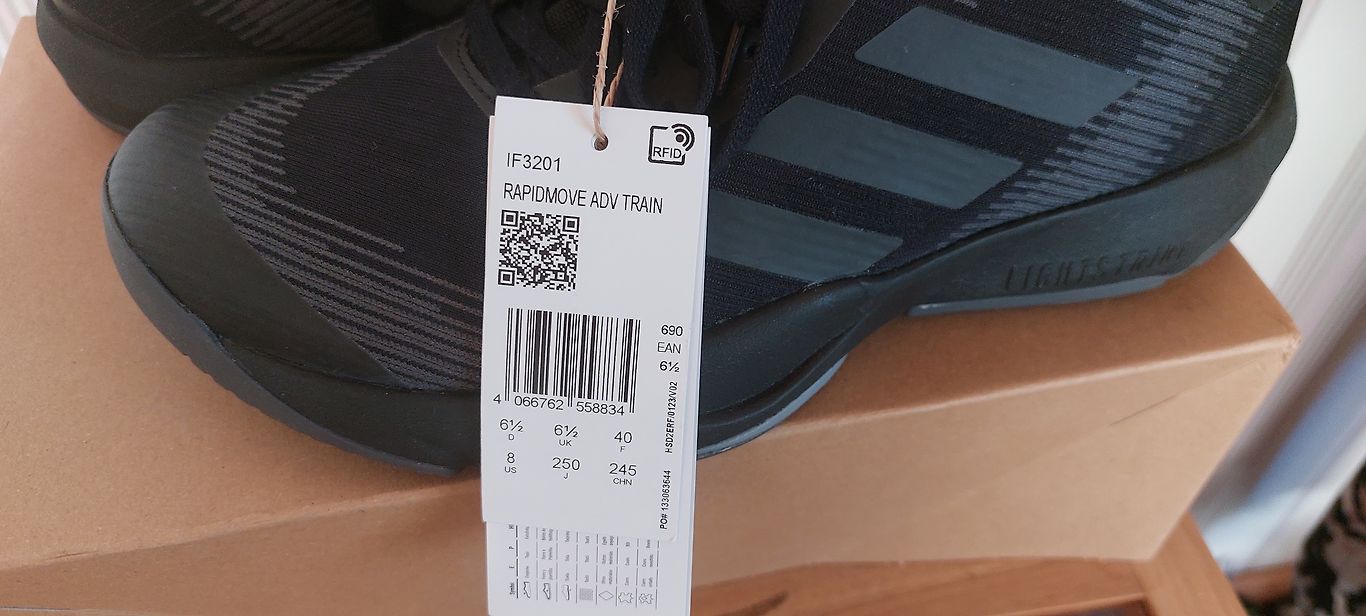 RFID
IF3201
RAPIDMOVE ADV TRAIN
690
EAN
6½
4 066762 558834
6½ 6½ 40
D UK F
8 250 245
US J CHN
HSD2ERF/0123/V02
PO# 133063644
LIGHTSTRIKE